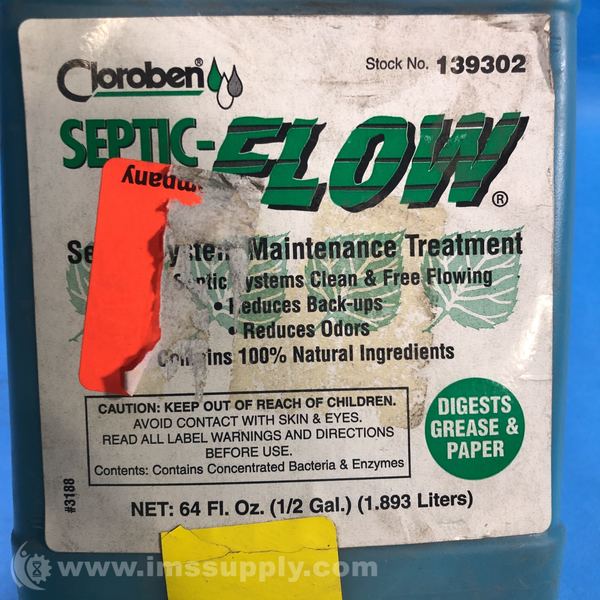 Cloroben®
Stock No. 139302
SEPTIC-FLOW®
mpany
System Maintenance Treatment
Septic Systems Clean & Free Flowing
• Reduces Back-ups
• Reduces Odors
Contains 100% Natural Ingredients
CAUTION: KEEP OUT OF REACH OF CHILDREN.
AVOID CONTACT WITH SKIN & EYES.
READ ALL LABEL WARNINGS AND DIRECTIONS
BEFORE USE.
Contents: Contains Concentrated Bacteria & Enzymes
DIGESTS
GREASE &
PAPER
#3188
NET: 64 Fl. Oz. (1/2 Gal.) (1.893 Liters)
www.imssupply.com